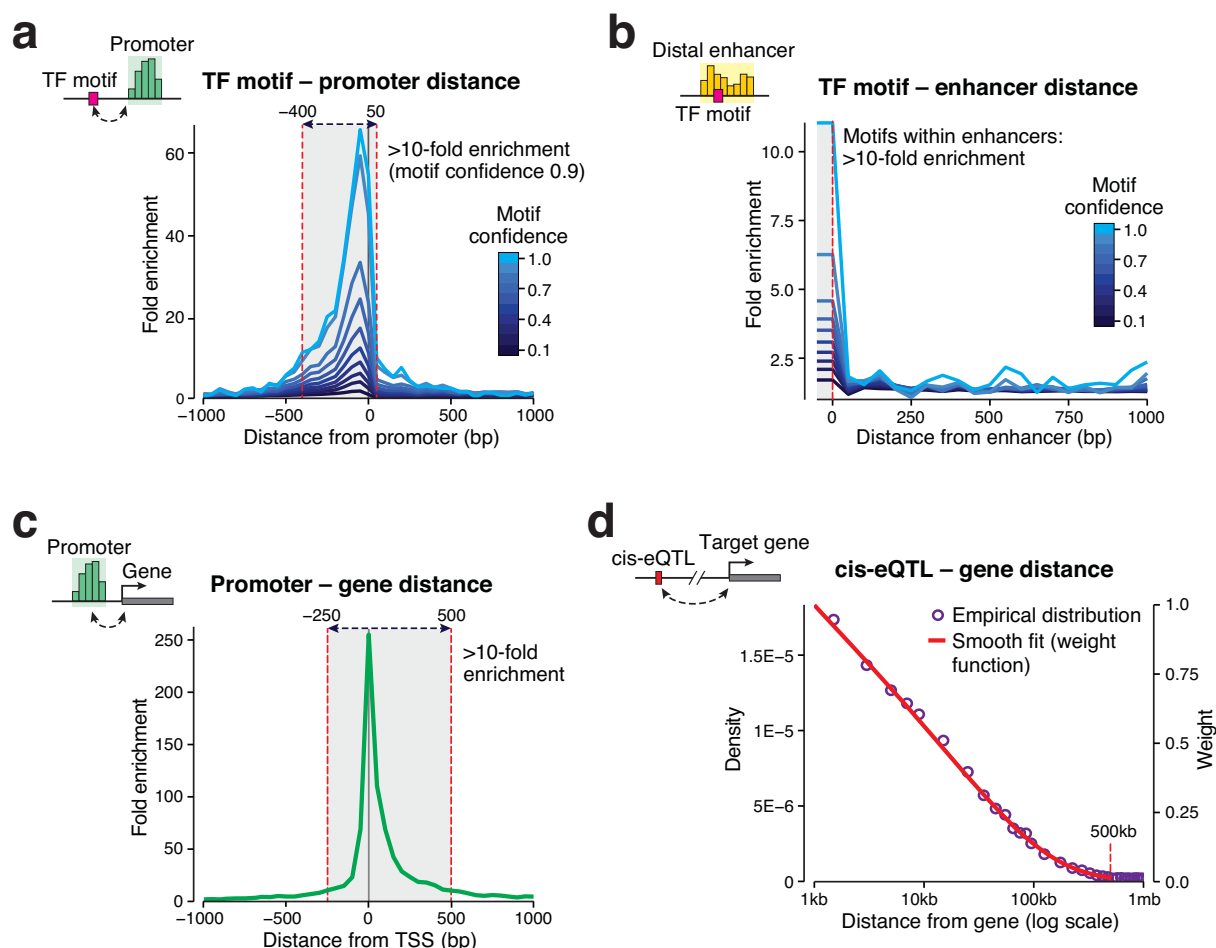 a
Promoter
TF motif
TF motif – promoter distance
−400
50
>10-fold enrichment
(motif confidence 0.9)
Motif
confidence
1.0
0.7
0.4
0.1
Fold enrichment
60
40
20
0
−1000
−500
0
500
1000
Distance from promoter (bp)
b
Distal enhancer
TF motif
TF motif – enhancer distance
Motifs within enhancers:
>10-fold enrichment
Motif
confidence
1.0
0.7
0.4
0.1
Fold enrichment
10.0
7.5
5.0
2.5
0
250
500
750
1000
Distance from enhancer (bp)
c
Promoter
Gene
Promoter – gene distance
−250
500
>10-fold
enrichment
Fold enrichment
250
200
150
100
50
0
−1000
−500
0
500
1000
Distance from TSS (bp)
d
cis-eQTL
Target gene
cis-eQTL – gene distance
Empirical distribution
Smooth fit (weight
function)
Density
1.5E−5
1E−5
5E−6
0
Weight
1.0
0.75
0.5
0.25
0.0
500kb
1kb
10kb
100kb
1mb
Distance from gene (log scale)